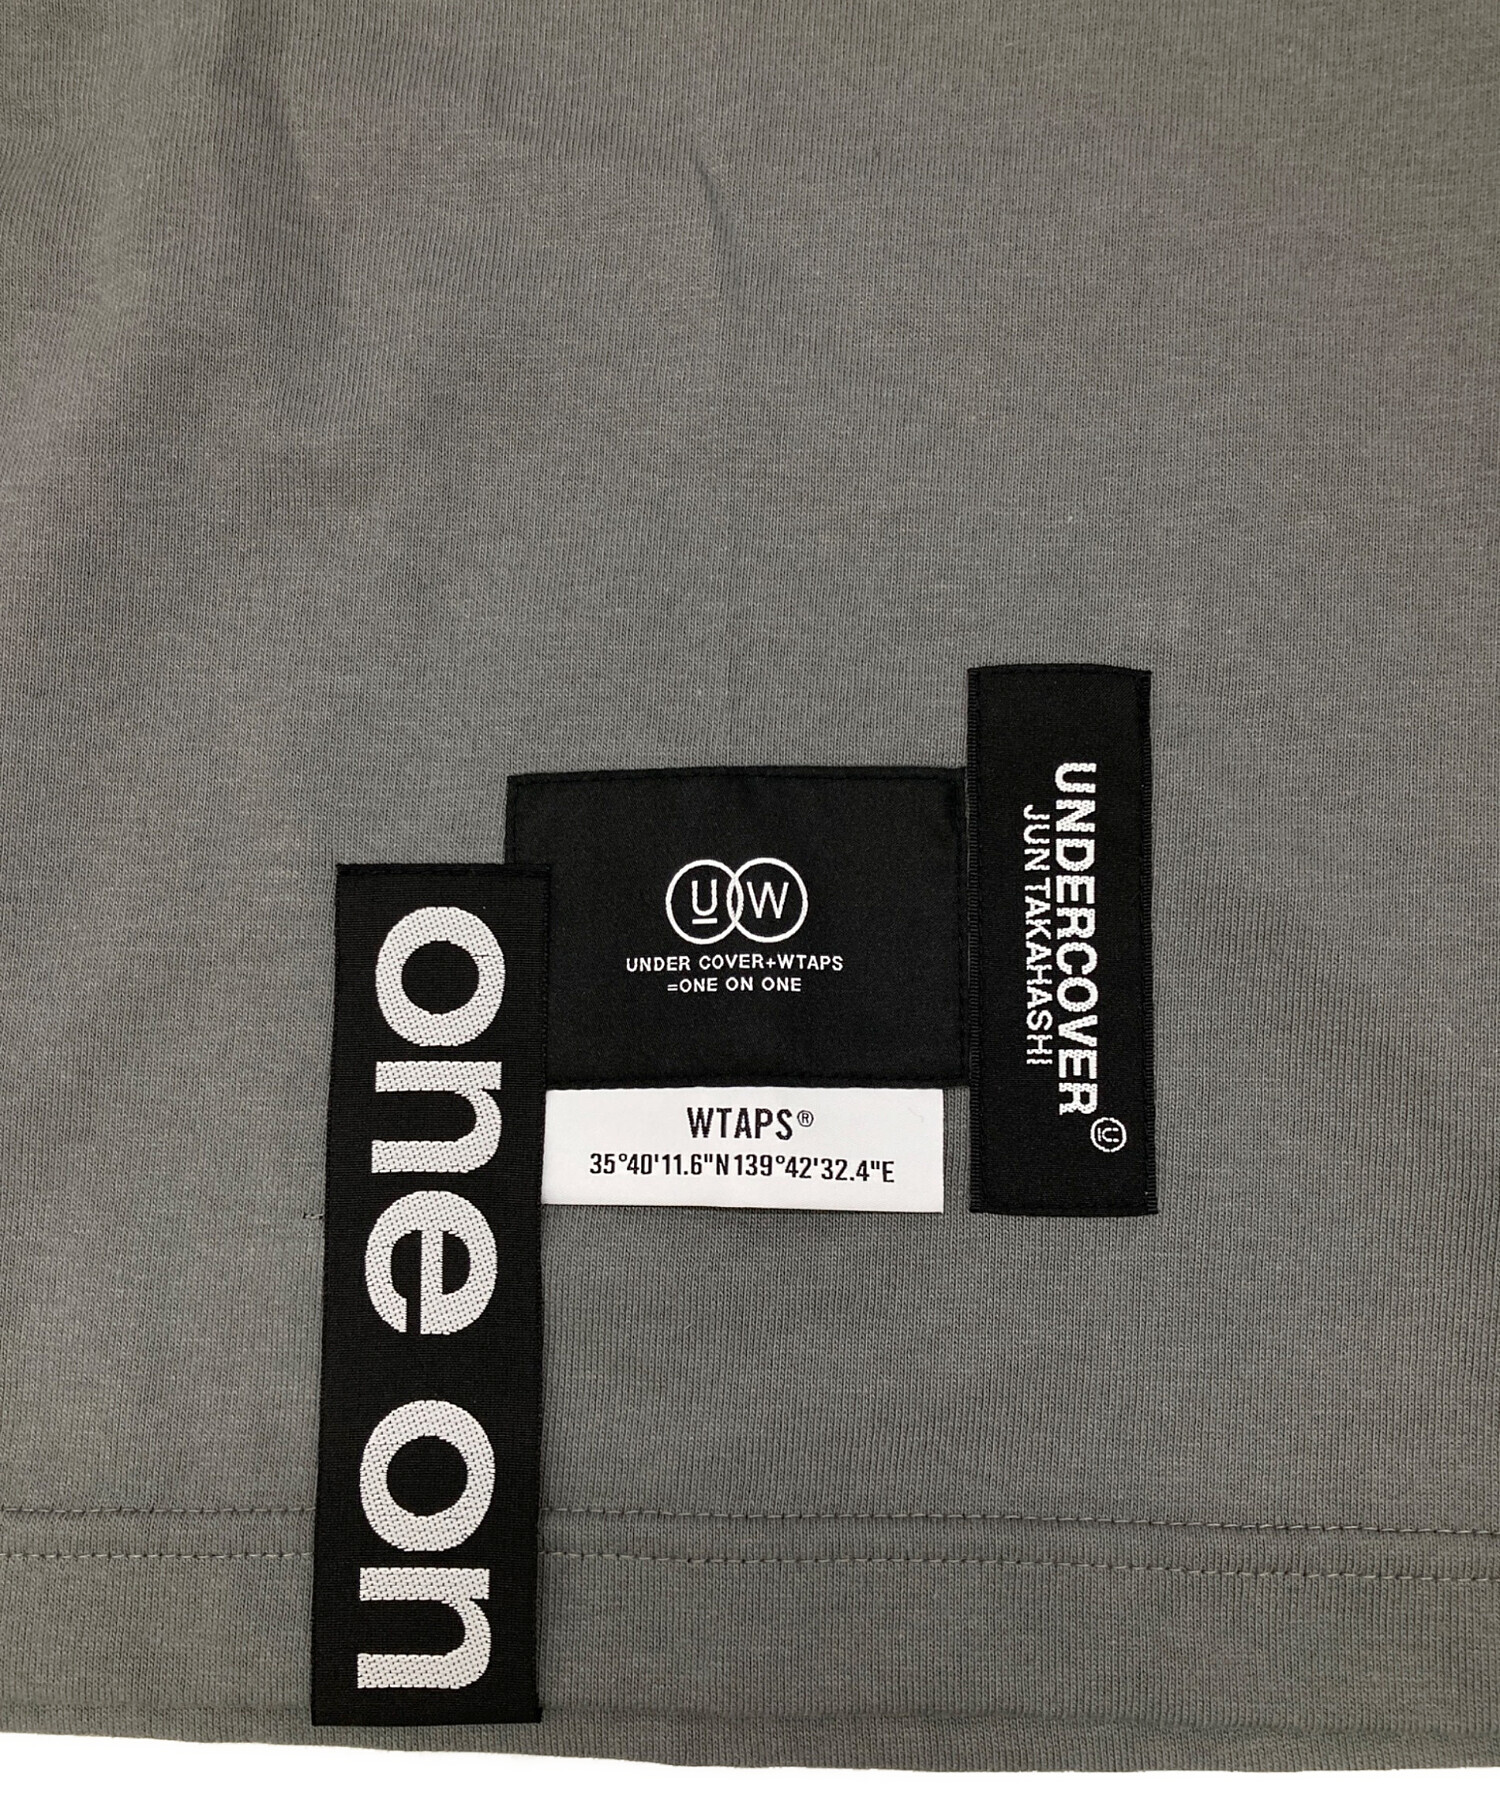 one on
U W
UNDER COVER+WTAPS
=ONE ON ONE
WTAPS®
35°40'11.6"N 139°42'32.4"E
UNDERCOVER
JUN TAKAHASHI
U